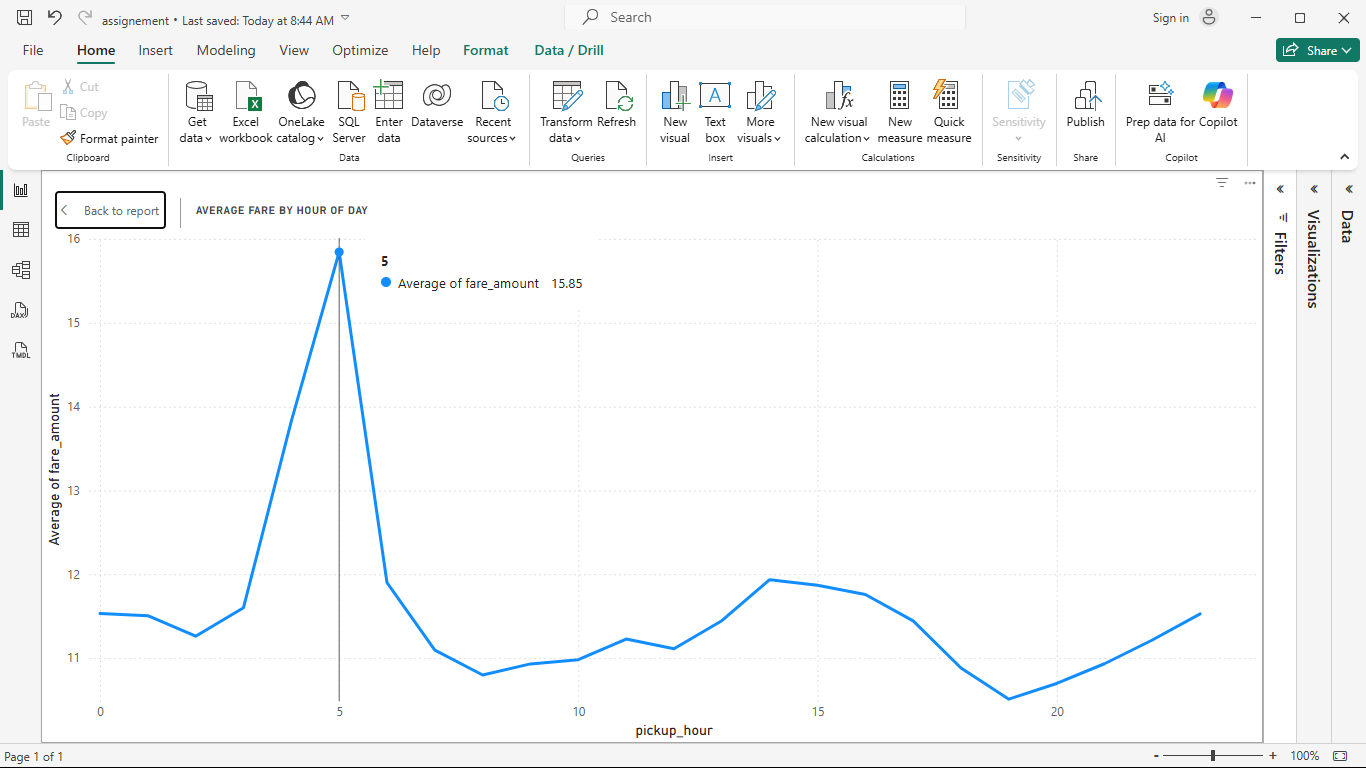 assignement • Last saved: Today at 8:44 AM
Search
Sign in
File Home Insert Modeling View Optimize Help Format Data / Drill
Share
Paste
Cut
Copy
Format painter
Clipboard
Get data
Excel workbook
OneLake catalog
SQL Server
Enter data
Dataverse
Recent sources
Data
Transform data
Refresh
Queries
New visual
Text box
More visuals
Insert
New visual calculation
New measure
Quick measure
Calculations
Sensitivity
Sensitivity
Publish
Share
Prep data for AI
Copilot
Copilot
Back to report
AVERAGE FARE BY HOUR OF DAY
16
15
14
13
12
11
Average of fare_amount
5
Average of fare_amount 15.85
0 5 10 15 20
pickup_hour
Filters
Visualizations
Data
DAX
TMDL
Page 1 of 1
- + 100%